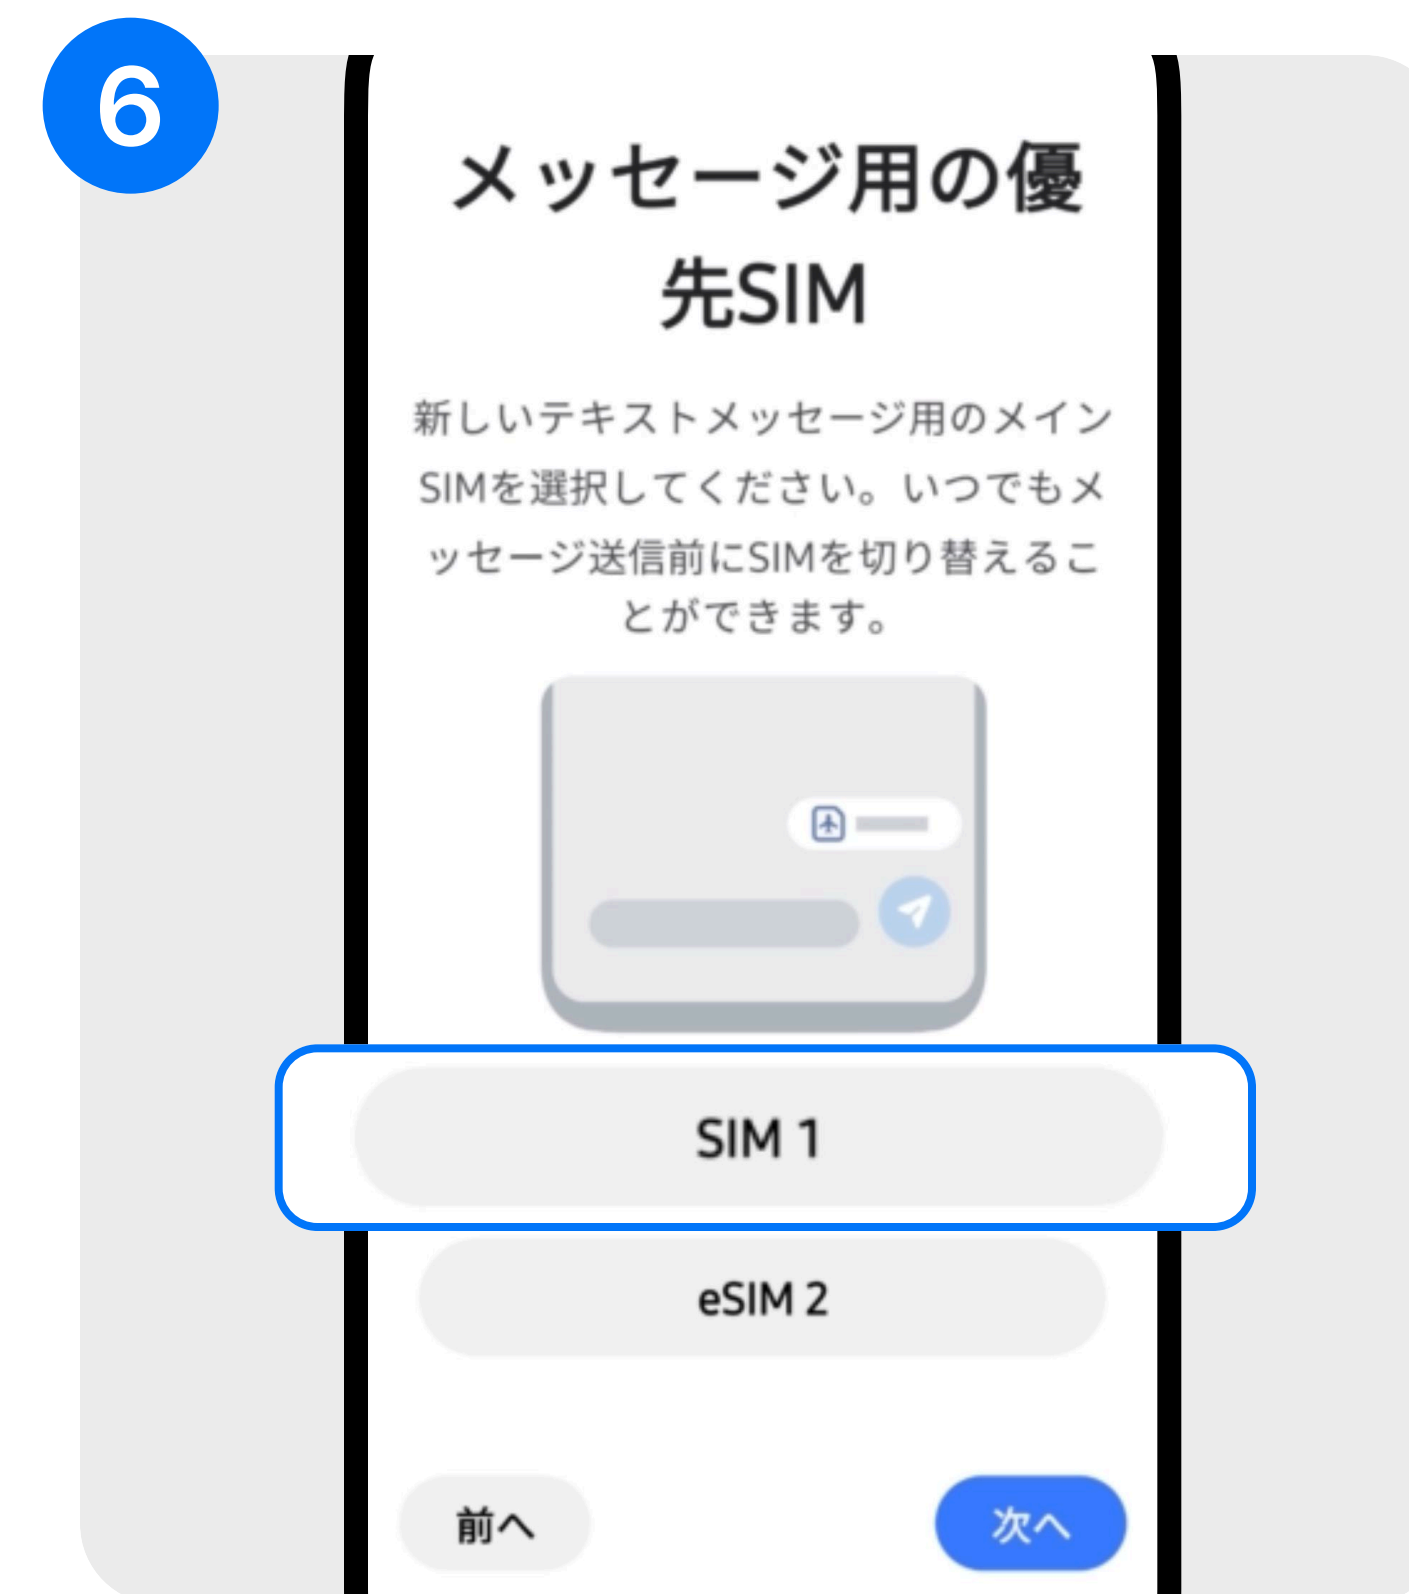 6
メッセージ用の優
先SIM
新しいテキストメッセージ用のメイン
SIMを選択してください。いつでもメ
ッセージ送信前にSIMを切り替えるこ
とができます。
SIM 1
eSIM 2
前へ
次へ